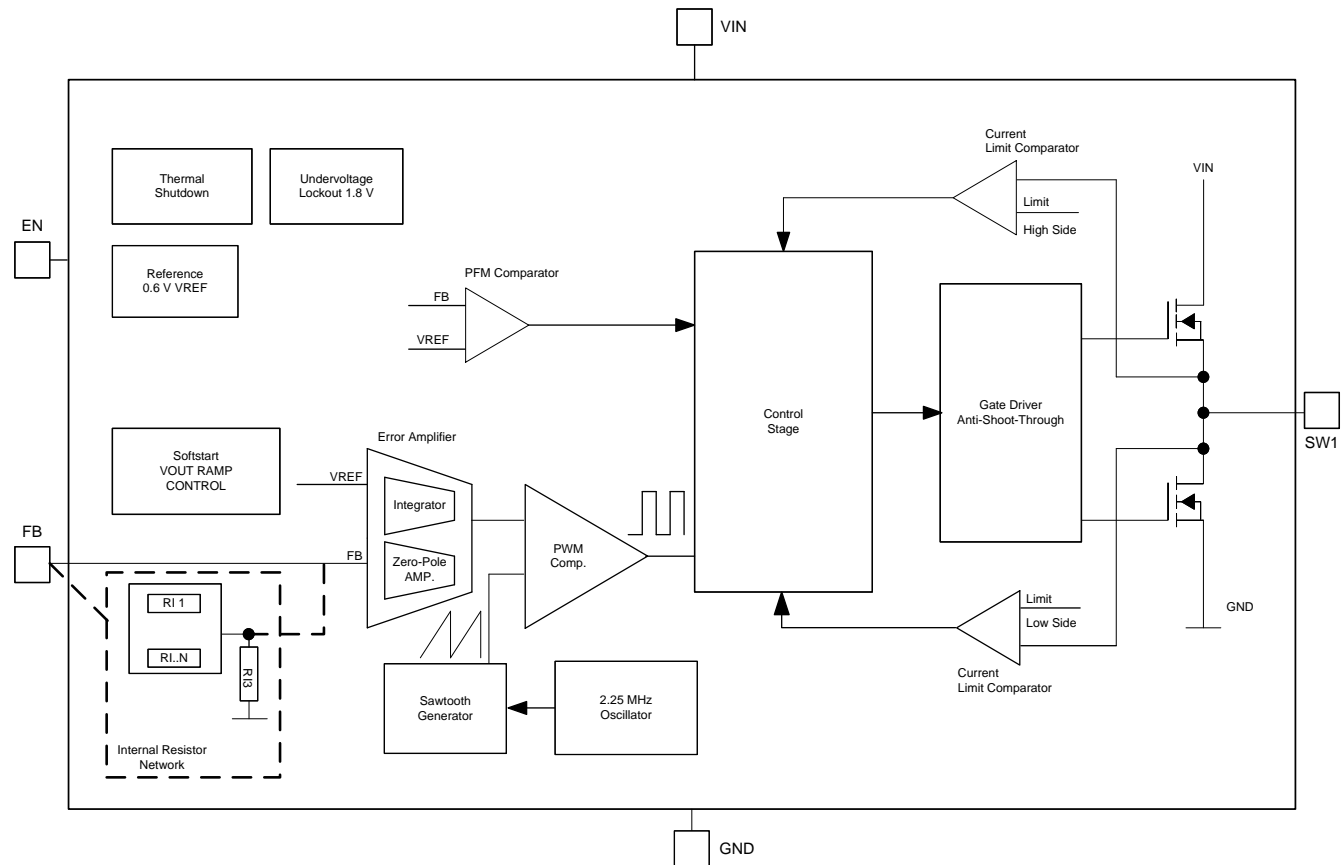 VIN
Current
Limit Comparator
Thermal
Shutdown
Undervoltage
Lockout 1.8 V
VIN
Limit
High Side
EN
Reference
0.6 V VREF
PFM Comparator
FB
VREF
Control
Stage
Gate Driver
Anti-Shoot-Through
SW1
Softstart
VOUT RAMP
CONTROL
Error Amplifier
VREF
Integrator
FB
FB
Zero-Pole
AMP.
PWM
Comp.
RI 1
RI..N
RI3
Internal Resistor
Network
Sawtooth
Generator
2.25 MHz
Oscillator
Limit
Low Side
GND
Current
Limit Comparator
GND